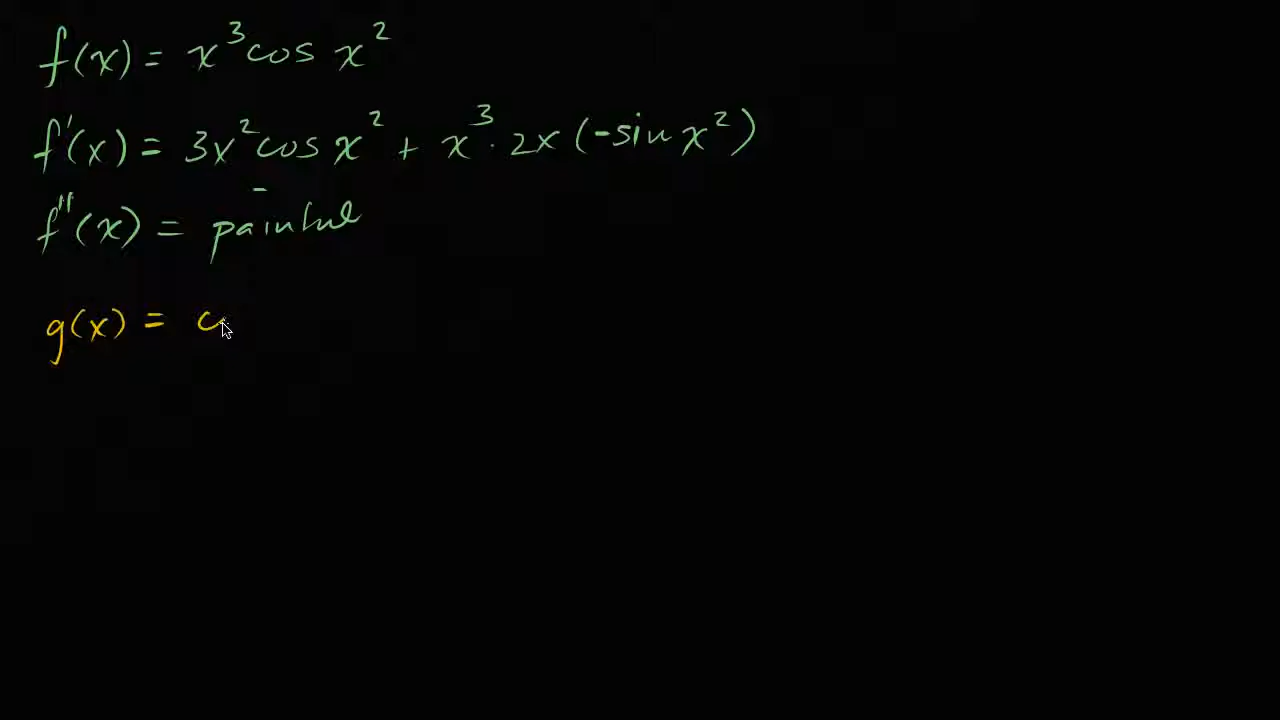 f(x) = x³cos x²
f'(x) = 3x²cos x² + x³ · 2x (-sin x²)
f''(x) = painful
g(x) = c